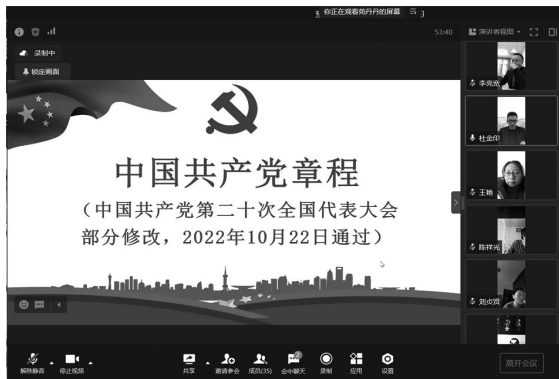 你正在观看苑丹丹的屏幕
53:40
演讲者视图
录制中
锁定画面
中国共产党章程
（中国共产党第二十次全国代表大会
部分修改，2022年10月22日通过）
李亮宽
杜金印
王艳
陈祥光
刘贞贤
解除静音
停止视频
共享
邀请参会
成员(35)
会中聊天
录制
应用
设置
离开会议